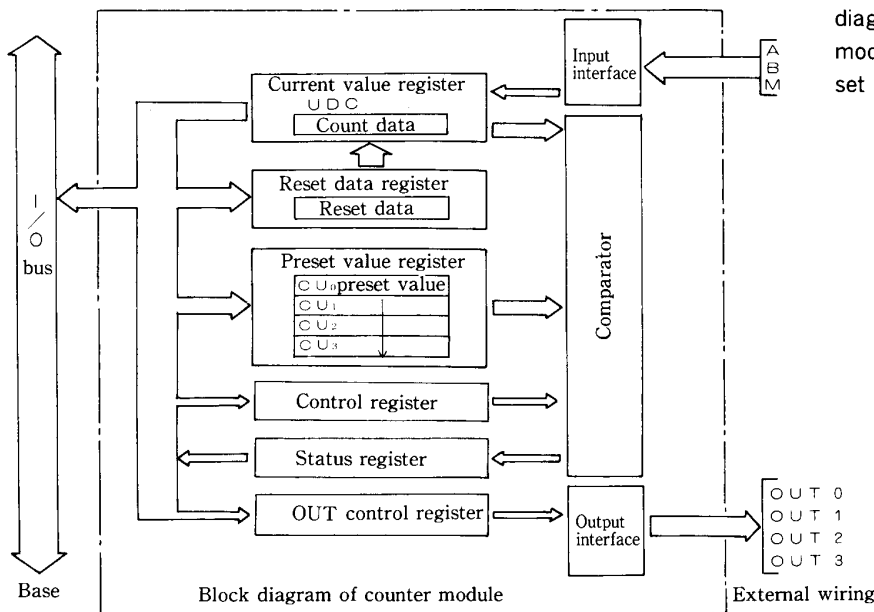 diag
mod
set
Input
interface
A
B
M
Current value register
UDC
Count data
Reset data register
Reset data
I/O
bus
Preset value register
CU0 preset value
CU1
CU2
CU3
Comparator
Control register
Status register
OUT control register
Output
interface
OUT 0
OUT 1
OUT 2
OUT 3
Base
Block diagram of counter module
External wiring